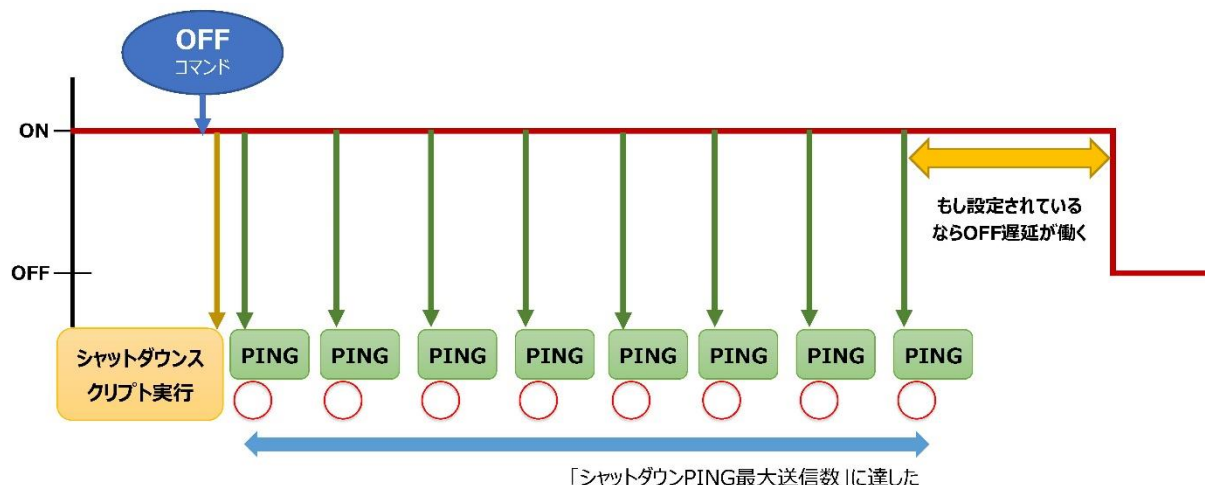 OFF
コマンド
ON
もし設定されている
ならOFF遅延が働く
OFF
シャットダウンス
クリプト実行
PING
PING
PING
PING
PING
PING
PING
PING
「シャットダウンPING最大送信数」に達した